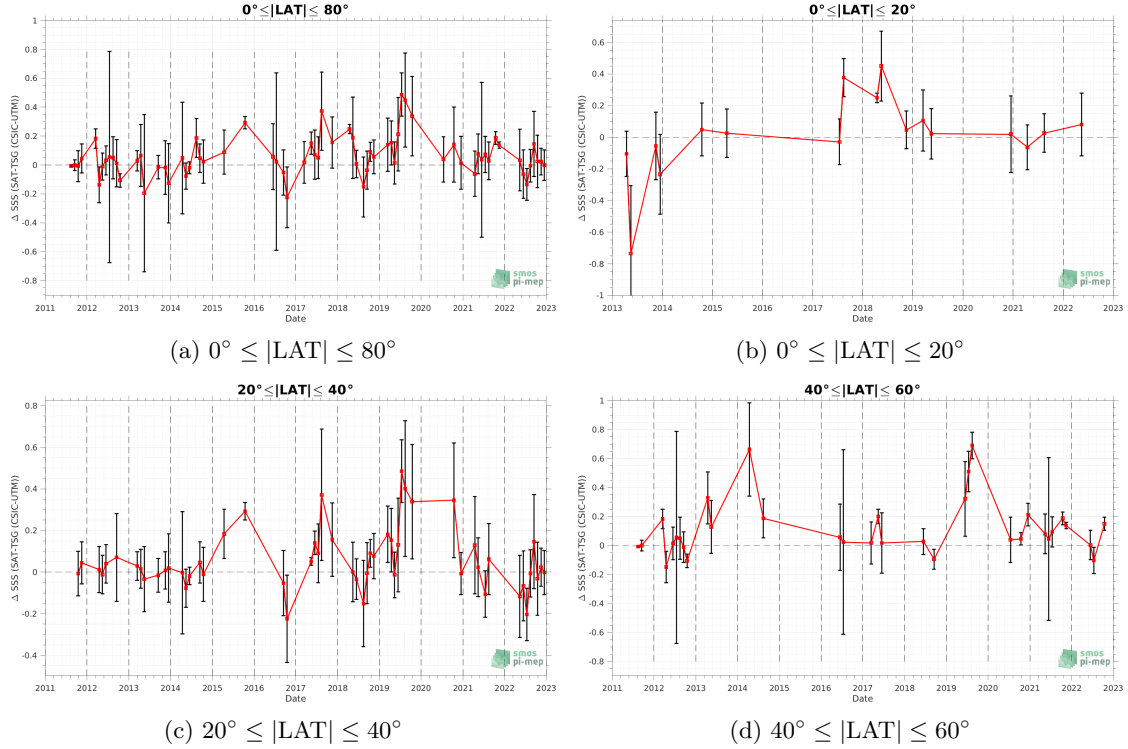 0°≤|LAT|≤ 80°
Δ SSS (SAT-TSG (CSIC-UTM))
1
0.8
0.6
0.4
0.2
0
-0.2
-0.4
-0.6
-0.8
2011 2012 2013 2014 2015 2016 2017 2018 2019 2020 2021 2022 2023
Date
smos
pi-mep
(a) 0° ≤ |LAT| ≤ 80°
0°≤|LAT|≤ 20°
Δ SSS (SAT-TSG (CSIC-UTM))
0.6
0.4
0.2
0
-0.2
-0.4
-0.6
-0.8
-1
2013 2014 2015 2016 2017 2018 2019 2020 2021 2022 2023
Date
smos
pi-mep
(b) 0° ≤ |LAT| ≤ 20°
20°≤|LAT|≤ 40°
Δ SSS (SAT-TSG (CSIC-UTM))
0.8
0.6
0.4
0.2
0
-0.2
-0.4
2011 2012 2013 2014 2015 2016 2017 2018 2019 2020 2021 2022 2023
Date
smos
pi-mep
(c) 20° ≤ |LAT| ≤ 40°
40°≤|LAT|≤ 60°
Δ SSS (SAT-TSG (CSIC-UTM))
1
0.8
0.6
0.4
0.2
0
-0.2
-0.4
-0.6
-0.8
2011 2012 2013 2014 2015 2016 2017 2018 2019 2020 2021 2022 2023
Date
smos
pi-mep
(d) 40° ≤ |LAT| ≤ 60°